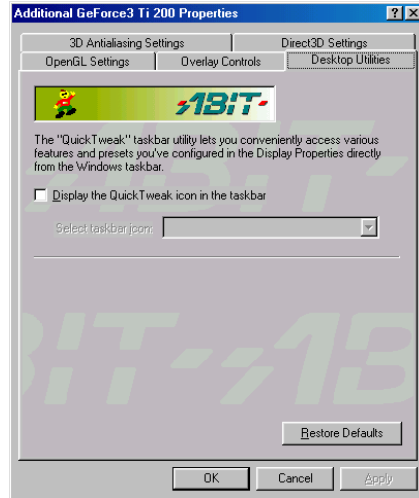 Additional GeForce3 Ti 200 Properties
3D Antialiasing Settings
Direct3D Settings
OpenGL Settings
Overlay Controls
Desktop Utilities
ABIT
The "QuickTweak" taskbar utility lets you conveniently access various
features and presets you've configured in the Display Properties directly
from the Windows taskbar.
Display the QuickTweak icon in the taskbar
Select taskbar icon:
Restore Defaults
OK
Cancel
Apply